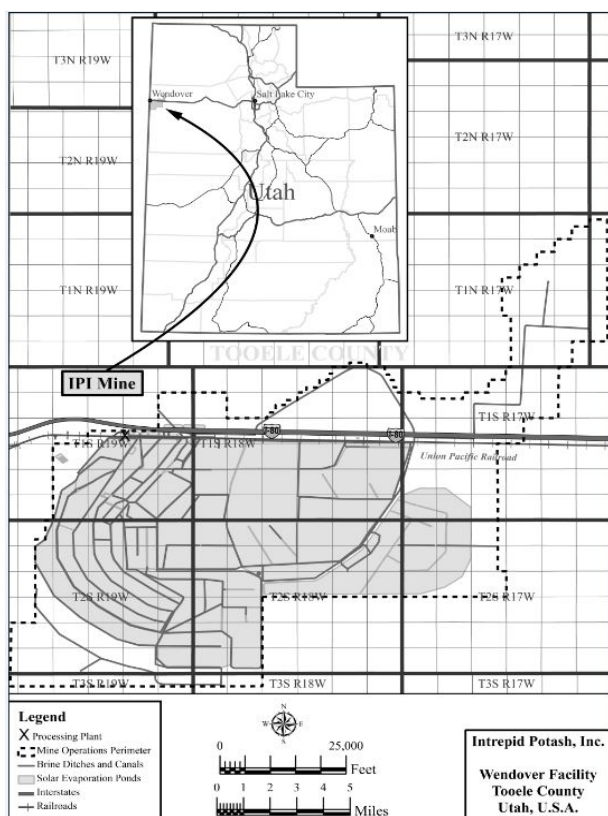 T3N R19W
T3N R17W
Wendover
Salt Lake City
T2N R19W
T2N R17W
Utah
Moab
T1N R19W
T1N R17W
TOOELE COUNTY
IPI Mine
T1S R17W
I-80
I-80
T1S R19W
T1S R18W
Union Pacific Railroad
T2S R19W
T2S R18W
T2S R17W
T3S R19W
T3S R18W
T3S R17W
Legend
Processing Plant
Mine Operations Perimeter
Brine Ditches and Canals
Solar Evaporation Ponds
Interstates
Railroads
N
W
E
S
0 25,000
Feet
0 1 2 3 4 5
Miles
Intrepid Potash, Inc.
Wendover Facility
Tooele County
Utah, U.S.A.